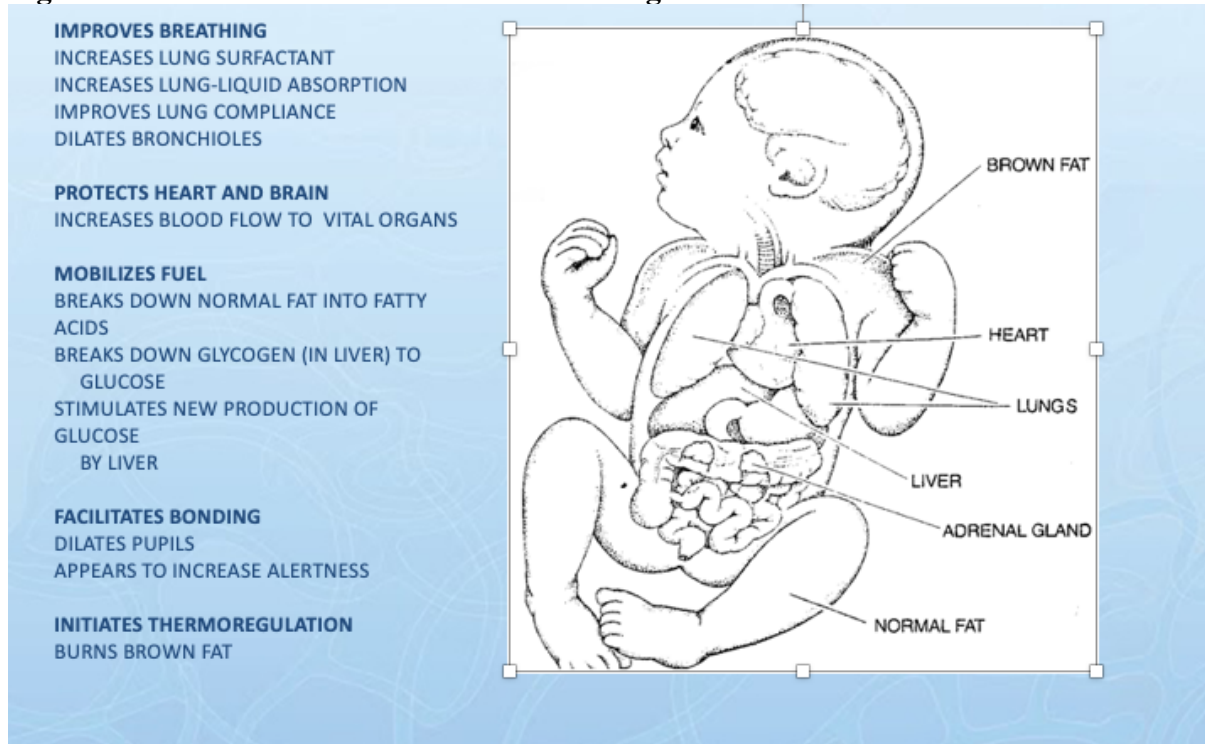 IMPROVES BREATHING
INCREASES LUNG SURFACTANT
INCREASES LUNG-LIQUID ABSORPTION
IMPROVES LUNG COMPLIANCE
DILATES BRONCHIOLES
PROTECTS HEART AND BRAIN
INCREASES BLOOD FLOW TO VITAL ORGANS
MOBILIZES FUEL
BREAKS DOWN NORMAL FAT INTO FATTY
ACIDS
BREAKS DOWN GLYCOGEN (IN LIVER) TO
GLUCOSE
STIMULATES NEW PRODUCTION OF
GLUCOSE
BY LIVER
FACILITATES BONDING
DILATES PUPILS
APPEARS TO INCREASE ALERTNESS
INITIATES THERMOREGULATION
BURNS BROWN FAT
BROWN FAT
HEART
LUNGS
LIVER
ADRENAL GLAND
NORMAL FAT